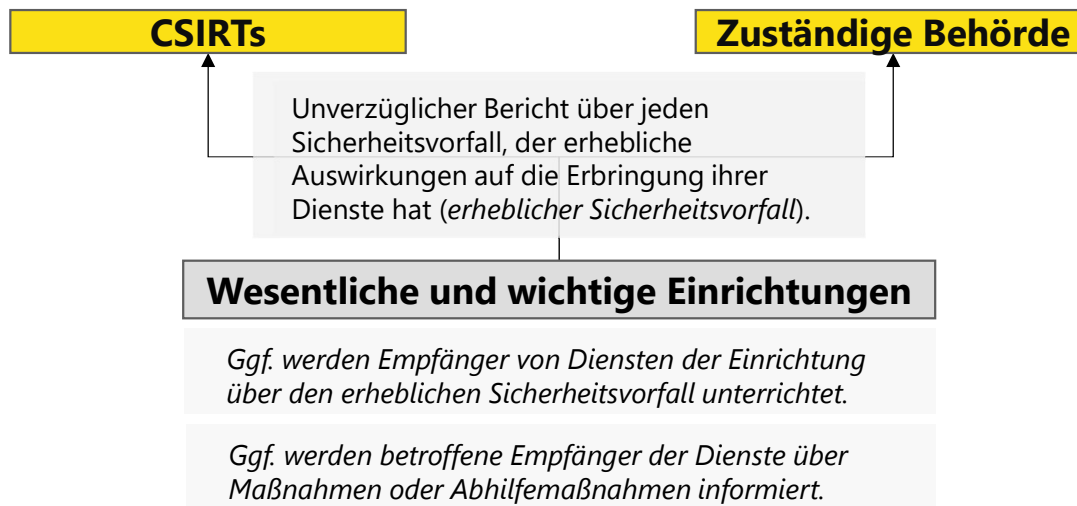 CSIRTs
Zuständige Behörde
Unverzüglicher Bericht über jeden
Sicherheitsvorfall, der erhebliche
Auswirkungen auf die Erbringung ihrer
Dienste hat (erheblicher Sicherheitsvorfall).
Wesentliche und wichtige Einrichtungen
Ggf. werden Empfänger von Diensten der Einrichtung
über den erheblichen Sicherheitsvorfall unterrichtet.
Ggf. werden betroffene Empfänger der Dienste über
Maßnahmen oder Abhilfemaßnahmen informiert.